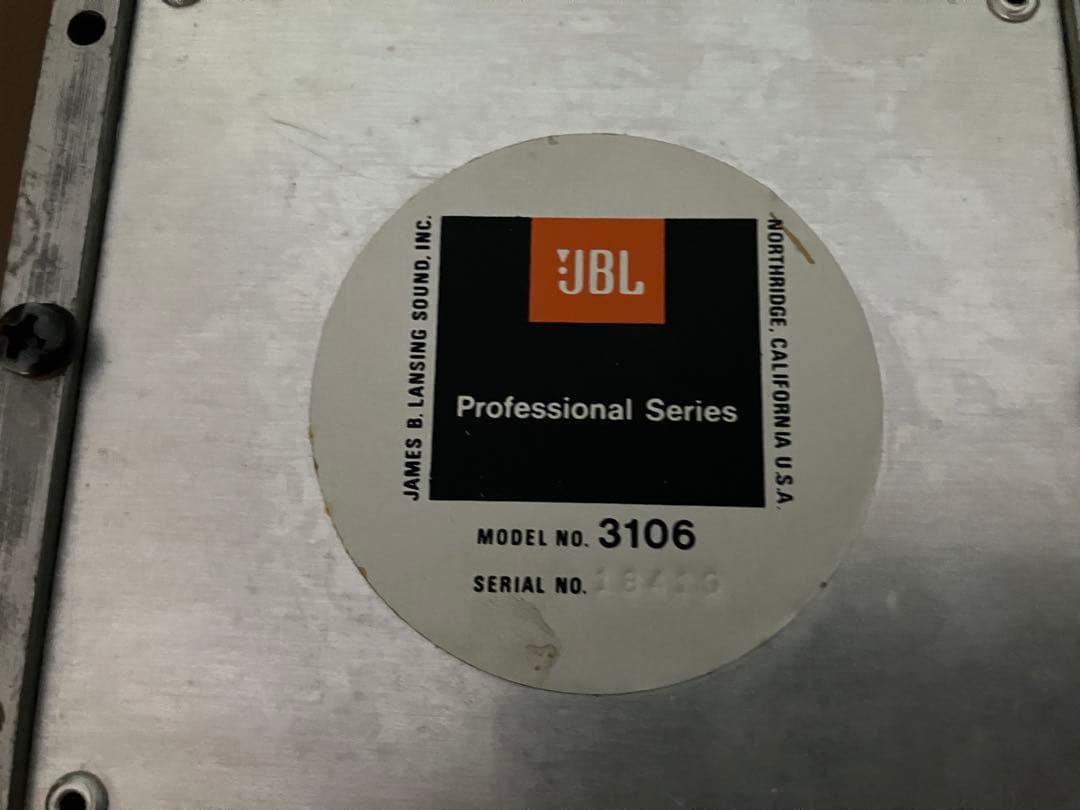 JBL
Professional Series
JAMES B. LANSING SOUND, INC.
NORTHRIDGE, CALIFORNIA U.S.A.
MODEL NO. 3106
SERIAL NO.